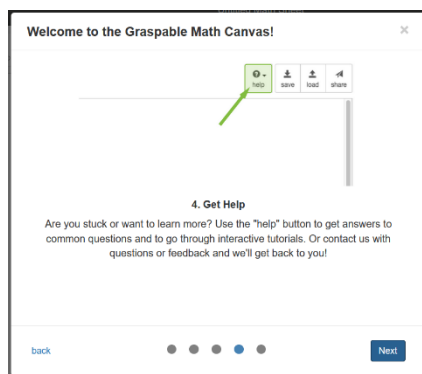 Welcome to the Graspable Math Canvas!
×
help save load share
4. Get Help
Are you stuck or want to learn more? Use the "help" button to get answers to
common questions and to go through interactive tutorials. Or contact us with
questions or feedback and we'll get back to you!
back
Next